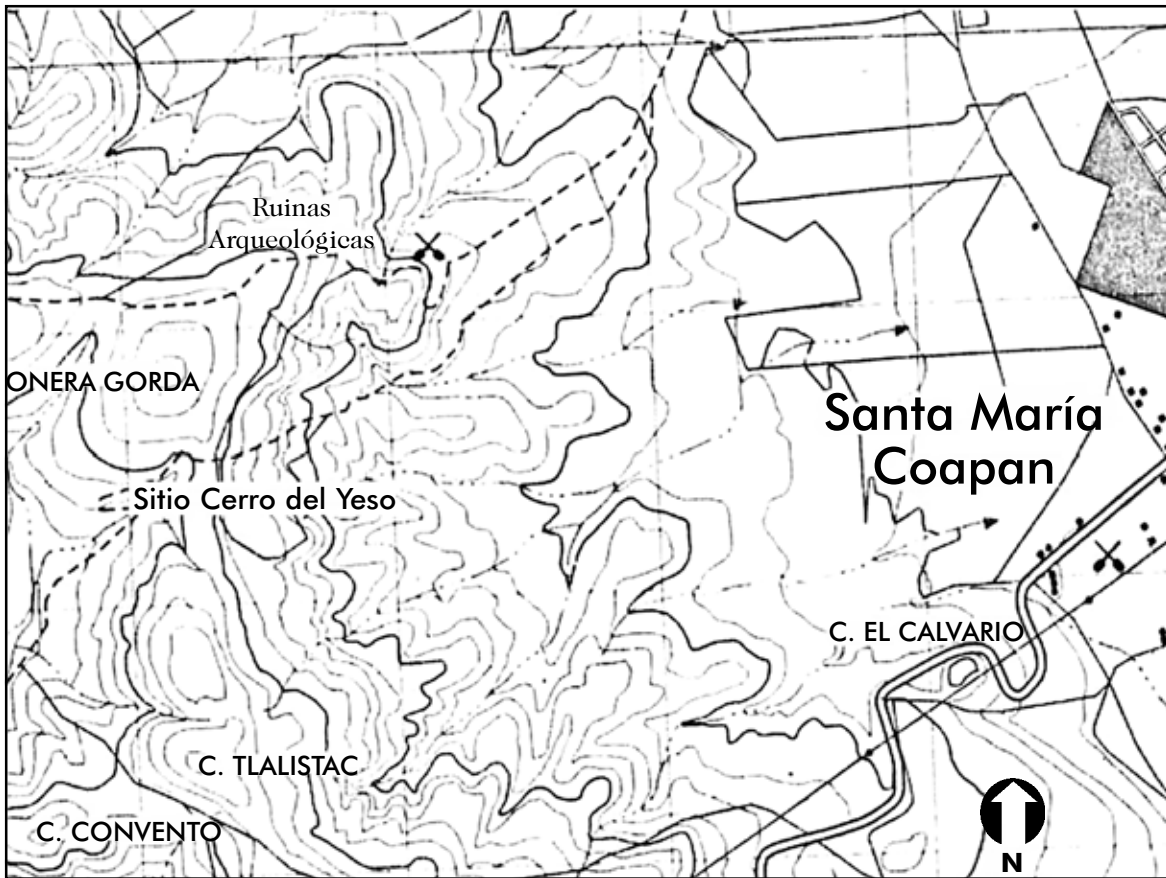 Ruinas
Arqueológicas
ONERA GORDA
Santa María
Coapan
Sitio Cerro del Yeso
C. EL CALVARIO
C. TLALISTAC
C. CONVENTO
N